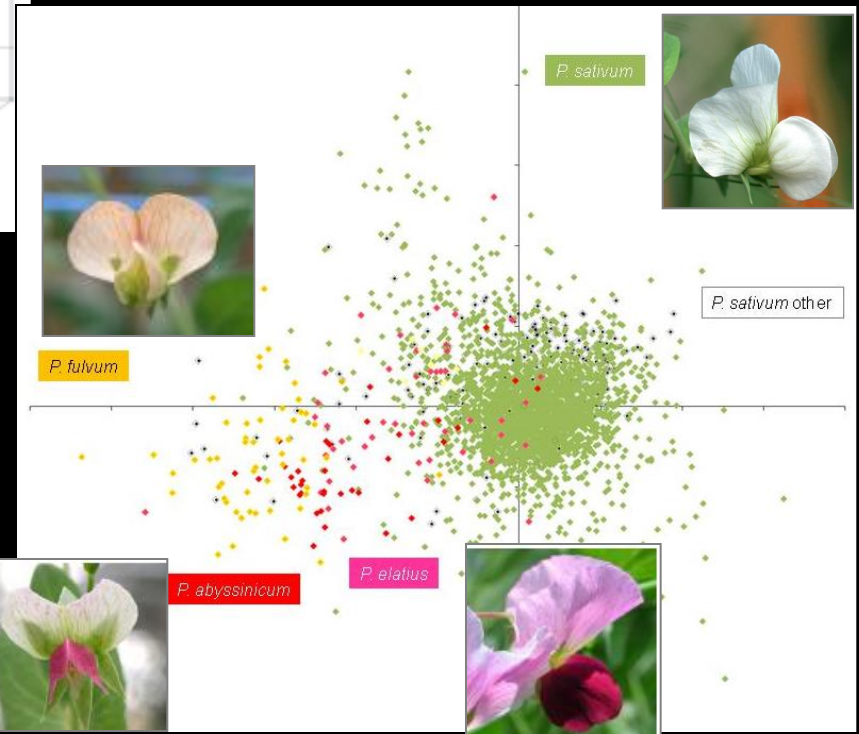 P. sativum
P. sativum other
P. fulvum
P. elatius
P. abyssinicum